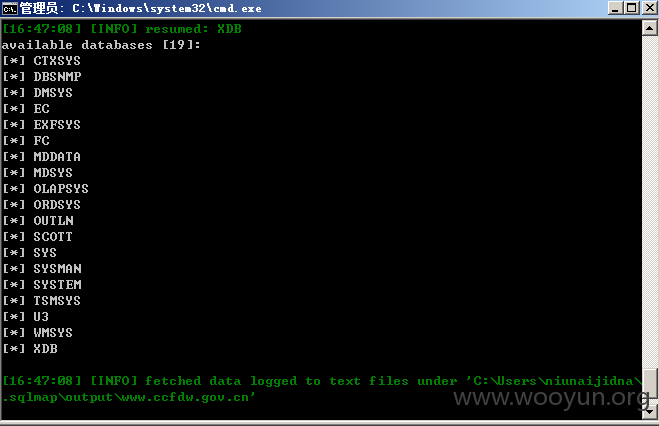 管理员: C:\Windows\system32\cmd.exe
[16:47:08] [INFO] resumed: XDB
available databases [19]:
[*] CTXSYS
[*] DBSNMP
[*] DMSYS
[*] EC
[*] EXFSYS
[*] FC
[*] MDDATA
[*] MDSYS
[*] OLAPSYS
[*] ORDSYS
[*] OUTLN
[*] SCOTT
[*] SYS
[*] SYSMAN
[*] SYSTEM
[*] TSMSYS
[*] U3
[*] WMSYS
[*] XDB
[16:47:08] [INFO] fetched data logged to text files under 'C:\Users\niunaijidna\
.sqlmap\output\www.ccfdw.gov.cn'
www.wooyun.org